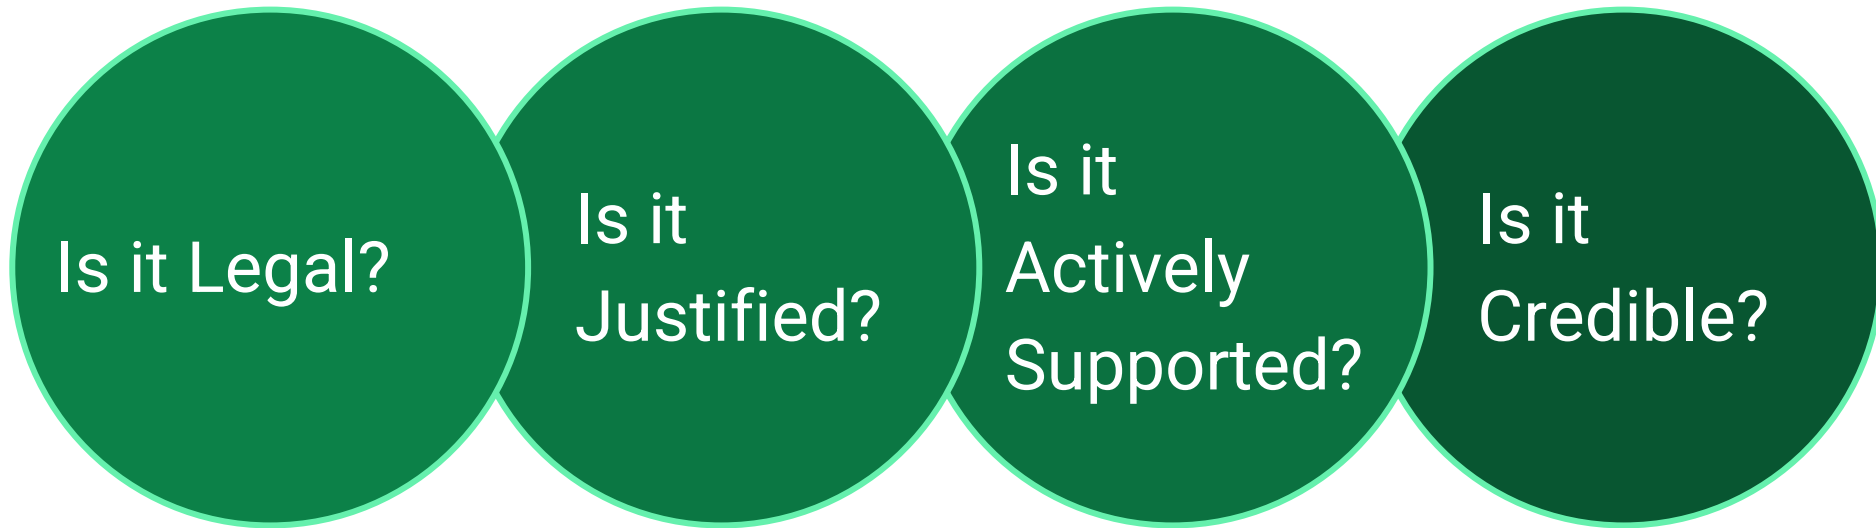 Is it Legal?
Is it
Justified?
Is it
Actively
Supported?
Is it
Credible?